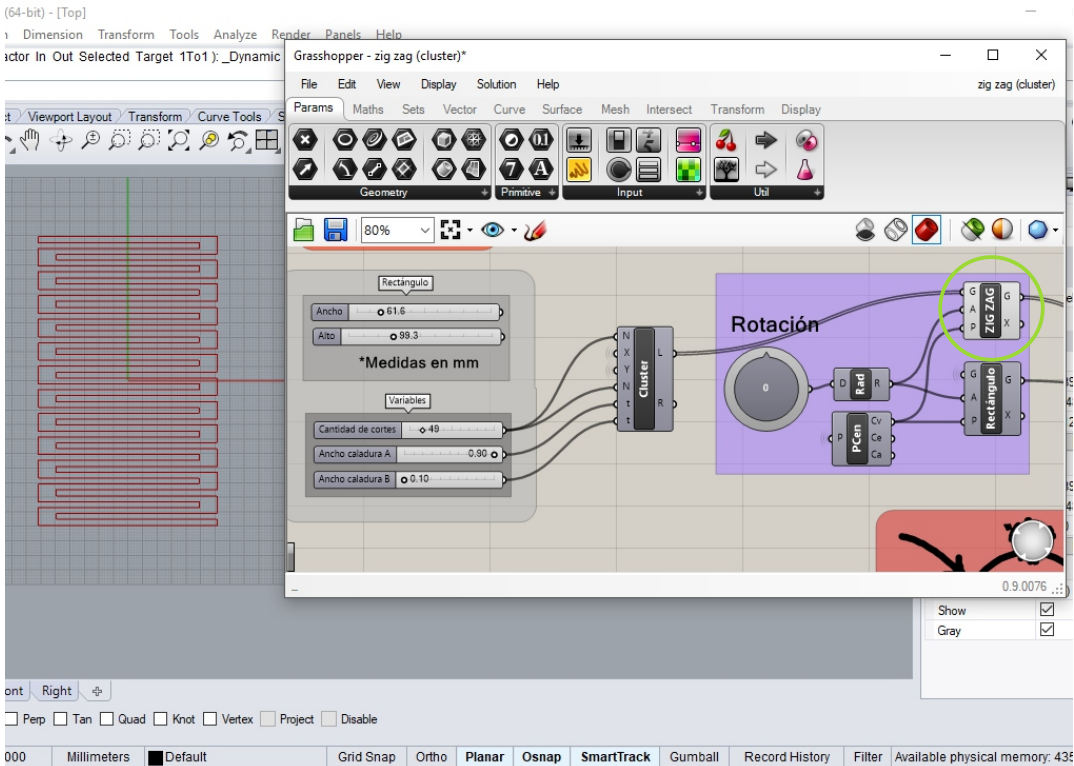 (64-bit) - [Top]
Dimension Transform Tools Analyze Render Panels Help
actor In Out Selected Target 1To1 ): _Dynamic
Viewport Layout Transform Curve Tools S
Grasshopper - zig zag (cluster)*
File Edit View Display Solution Help zig zag (cluster)
Params Maths Sets Vector Curve Surface Mesh Intersect Transform Display
Geometry Primitive Input Util
80%
Rectángulo
Ancho 61.6
Alto 99.3
*Medidas en mm
Variables
Cantidad de cortes 49
Ancho caladura A 0.90
Ancho caladura B 0.10
N
X
Y
N
t
t
Cluster
L
R
Rotación
0
D Rad R
P PCen Cv
Ce
Ca
G
A
P
ZIG ZAG
G
X
G
A
P
Rectángulo
G
X
0.9.0076
Show
Gray
ont Right
Perp Tan Quad Knot Vertex Project Disable
000 Millimeters Default Grid Snap Ortho Planar Osnap SmartTrack Gumball Record History Filter Available physical memory: 435